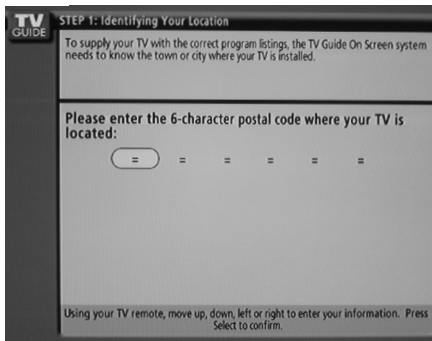 TV
GUIDE
STEP 1: Identifying Your Location
To supply your TV with the correct program listings, the TV Guide On Screen system
needs to know the town or city where your TV is installed.
Please enter the 6-character postal code where your TV is
located:
= = = = = =
Using your TV remote, move up, down, left or right to enter your information. Press
Select to confirm.